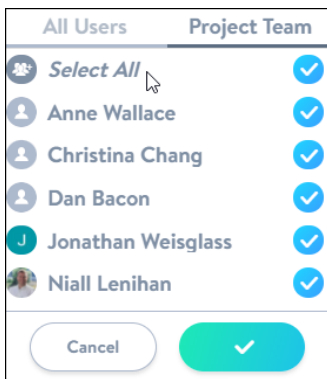 All Users Project Team
Select All
Anne Wallace
Christina Chang
Dan Bacon
J Jonathan Weisglass
Niall Lenihan
Cancel